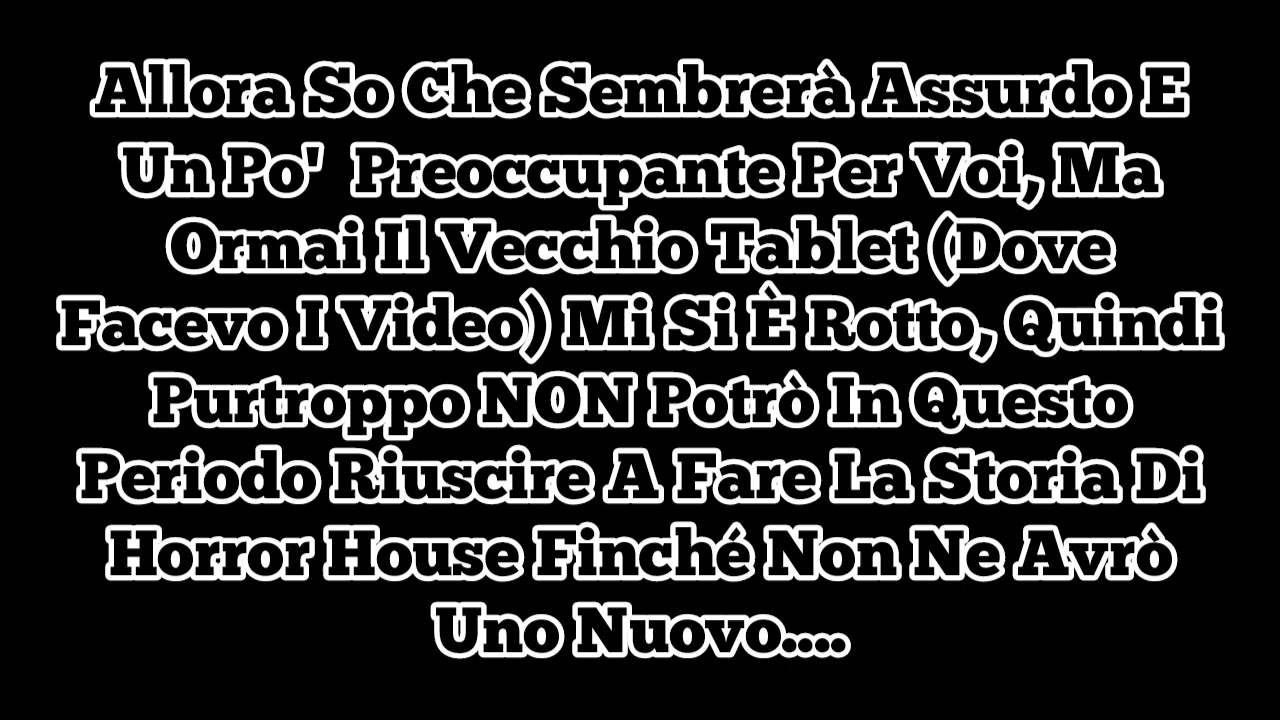 Allora So Che Sembrerà Assurdo E
Un Po'  Preoccupante Per Voi, Ma
Ormai Il Vecchio Tablet (Dove
Facevo I Video) Mi Si È Rotto, Quindi
Purtroppo NON Potrò In Questo
Periodo Riuscire A Fare La Storia Di
Horror House Finché Non Ne Avrò
Uno Nuovo....